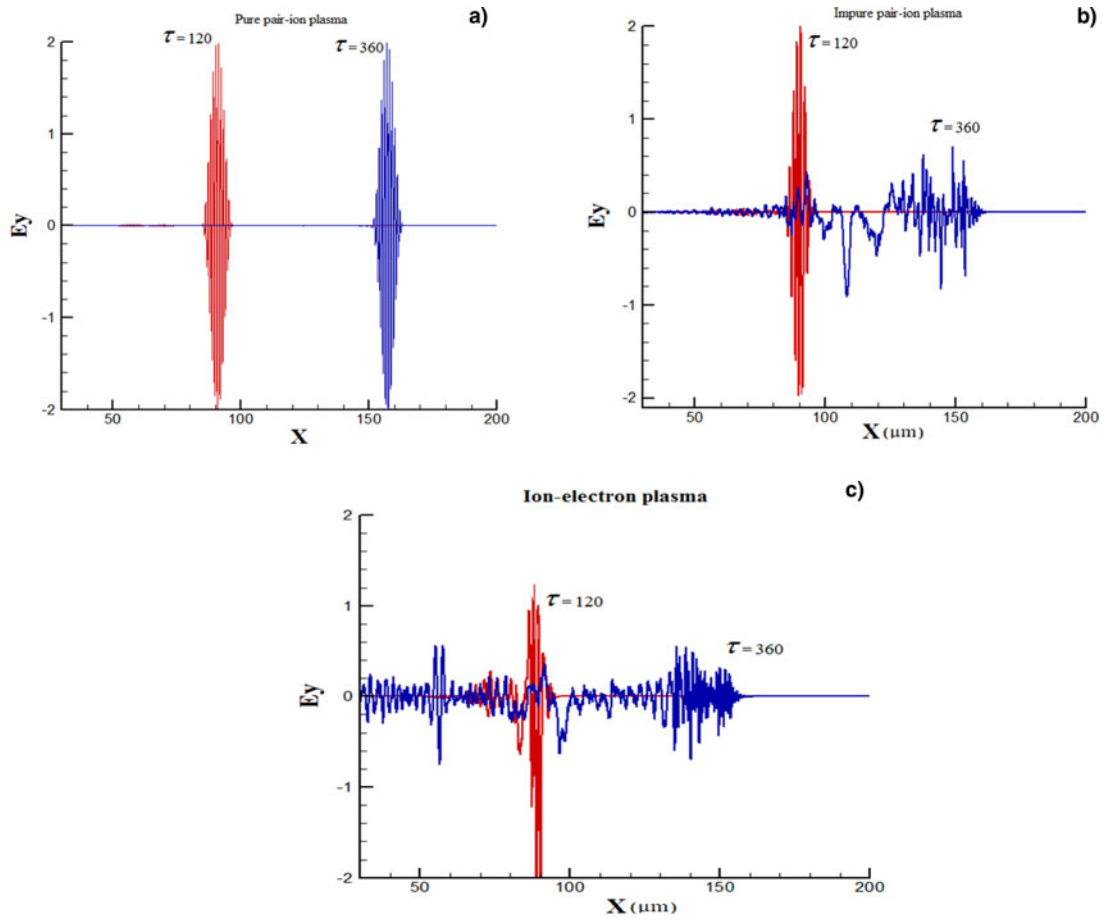 Pure pair-ion plasma
a)
τ=120
τ=360
2
1
0
-1
-2
Ey
50
100
150
200
X
Impure pair-ion plasma
b)
τ=120
τ=360
2
1
0
-1
-2
Ey
50
100
150
200
X (μm)
Ion-electron plasma
c)
τ=120
τ=360
2
1
0
-1
-2
Ey
50
100
150
200
X (μm)